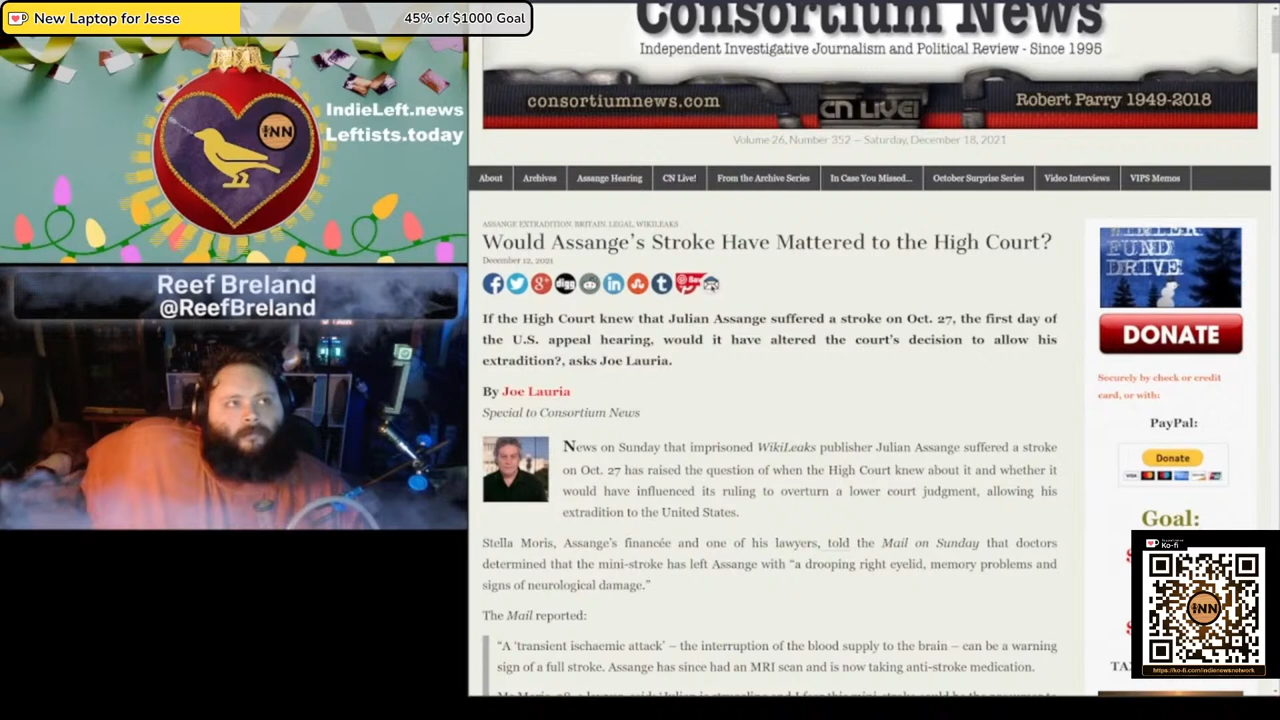 New Laptop for Jesse
45% of $1000 Goal
IndieLeft.news
Leftists.today
INN
Reef Breland
@ReefBreland
Consortium News
Independent Investigative Journalism and Political Review - Since 1995
consortiumnews.com
CN LIVE!
Robert Parry 1949-2018
Volume 26, Number 352 — Saturday, December 18, 2021
About
Archives
Assange Hearing
CN Live!
From the Archive Series
In Case You Missed...
October Surprise Series
Video Interviews
VIPS Memos
ASSANGE EXTRADITION, BRITAIN, LEGAL, WIKILEAKS
Would Assange's Stroke Have Mattered to the High Court?
December 12, 2021
digg
If the High Court knew that Julian Assange suffered a stroke on Oct. 27, the first day of
the U.S. appeal hearing, would it have altered the court's decision to allow his
extradition?, asks Joe Lauria.
By Joe Lauria
Special to Consortium News
News on Sunday that imprisoned WikiLeaks publisher Julian Assange suffered a stroke
on Oct. 27 has raised the question of when the High Court knew about it and whether it
would have influenced its ruling to overturn a lower court judgment, allowing his
extradition to the United States.
Stella Moris, Assange's financée and one of his lawyers, told the Mail on Sunday that doctors
determined that the mini-stroke has left Assange with "a drooping right eyelid, memory problems and
signs of neurological damage."
The Mail reported:
"A 'transient ischaemic attack' – the interruption of the blood supply to the brain – can be a warning
sign of a full stroke. Assange has since had an MRI scan and is now taking anti-stroke medication.
WINTER
FUND
DRIVE
DONATE
Securely by check or credit
card, or with:
PayPal:
Donate
VISA
Goal:
Ko-fi
INN
https://ko-fi.com/indienewsnetwork